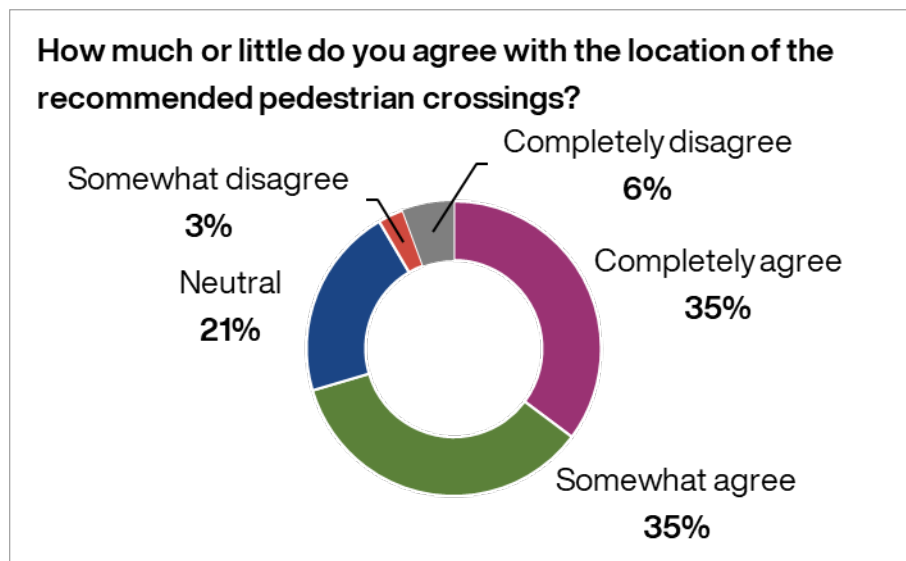 How much or little do you agree with the location of the
recommended pedestrian crossings?
Completely disagree
6%
Somewhat disagree
3%
Completely agree
35%
Neutral
21%
Somewhat agree
35%